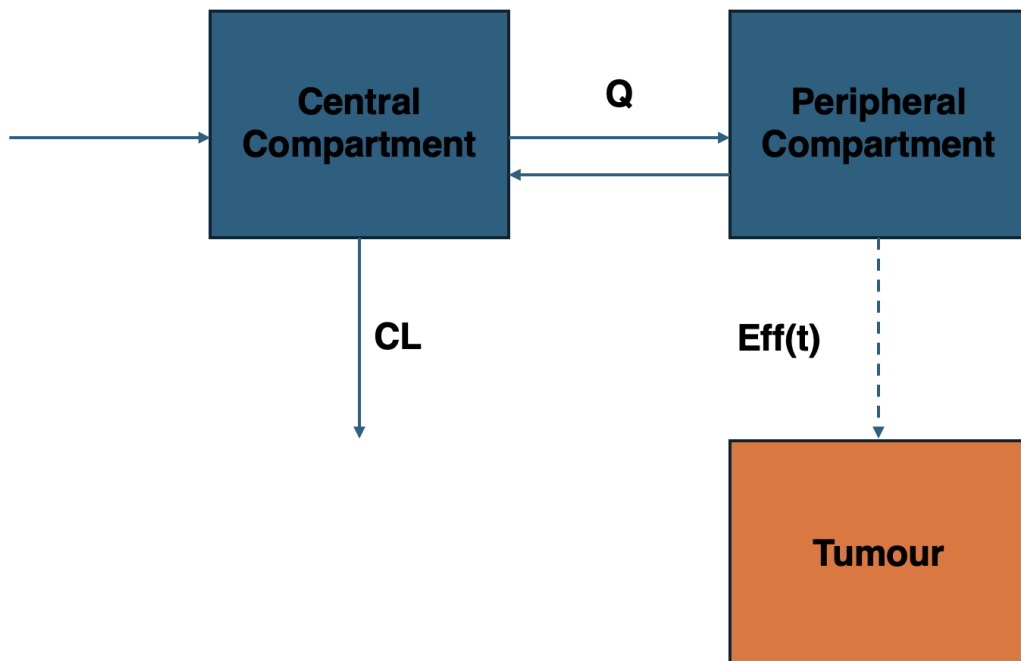 Central
Compartment
Q
Peripheral
Compartment
CL
Eff(t)
Tumour